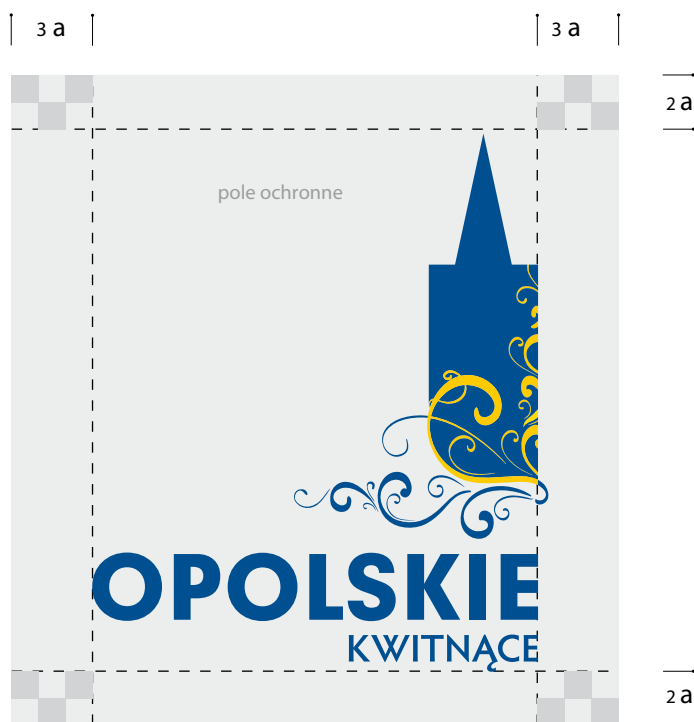 3 a
3 a
2 a
pole ochronne
OPOLSKIE
KWITNĄCE
2 a